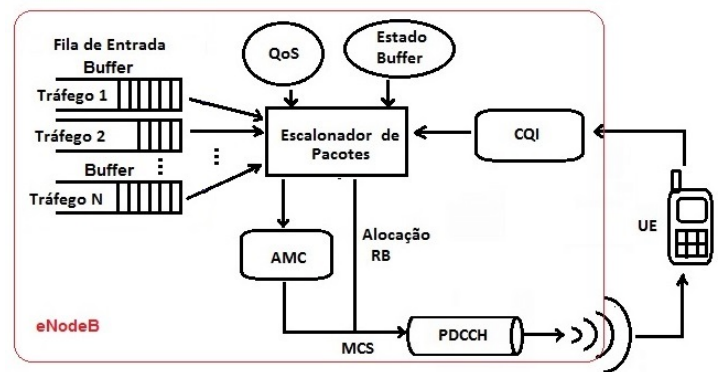 Fila de Entrada
Buffer
Tráfego 1
Tráfego 2
Buffer
Tráfego N
QoS
Estado
Buffer
Escalonador de
Pacotes
CQI
UE
AMC
Alocação
RB
eNodeB
MCS
PDCCH